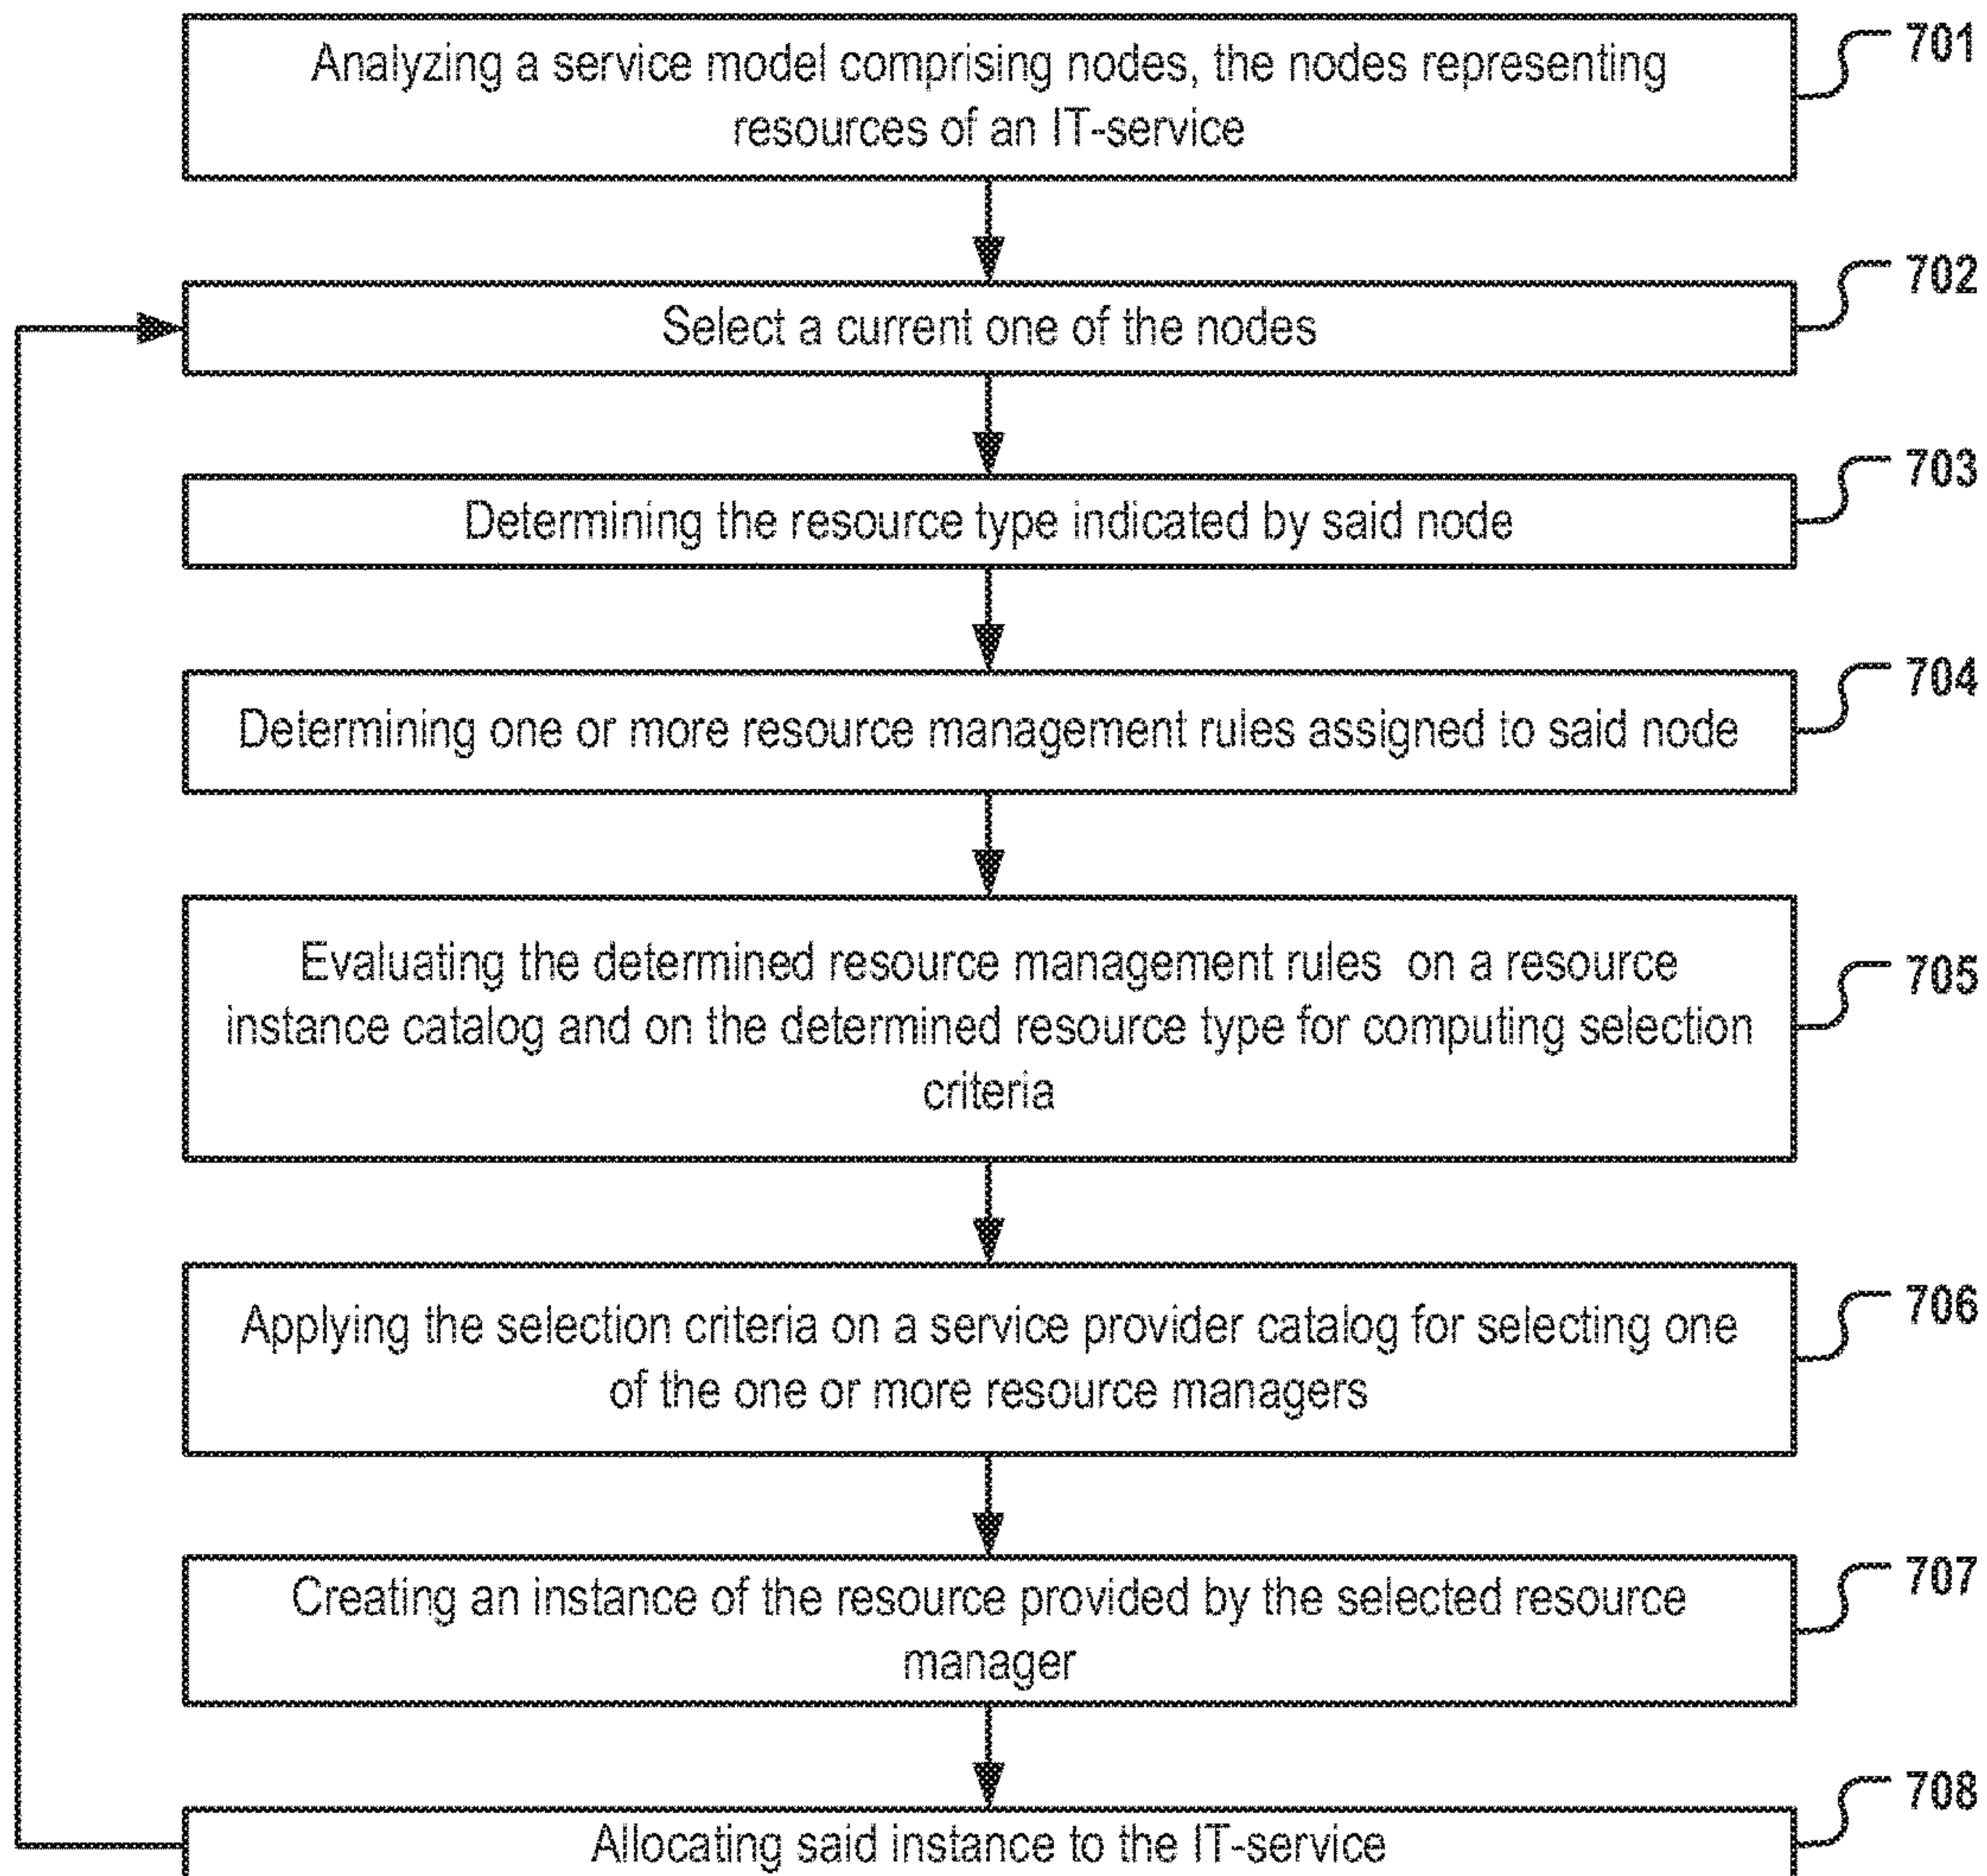 Analyzing a service model comprising nodes, the nodes representing
resources of an IT-service
701
Select a current one of the nodes
702
Determining the resource type indicated by said node
703
Determining one or more resource management rules assigned to said node
704
Evaluating the determined resource management rules on a resource
instance catalog and on the determined resource type for computing selection
criteria
705
Applying the selection criteria on a service provider catalog for selecting one
of the one or more resource managers
706
Creating an instance of the resource provided by the selected resource
manager
707
Allocating said instance to the IT-service
708